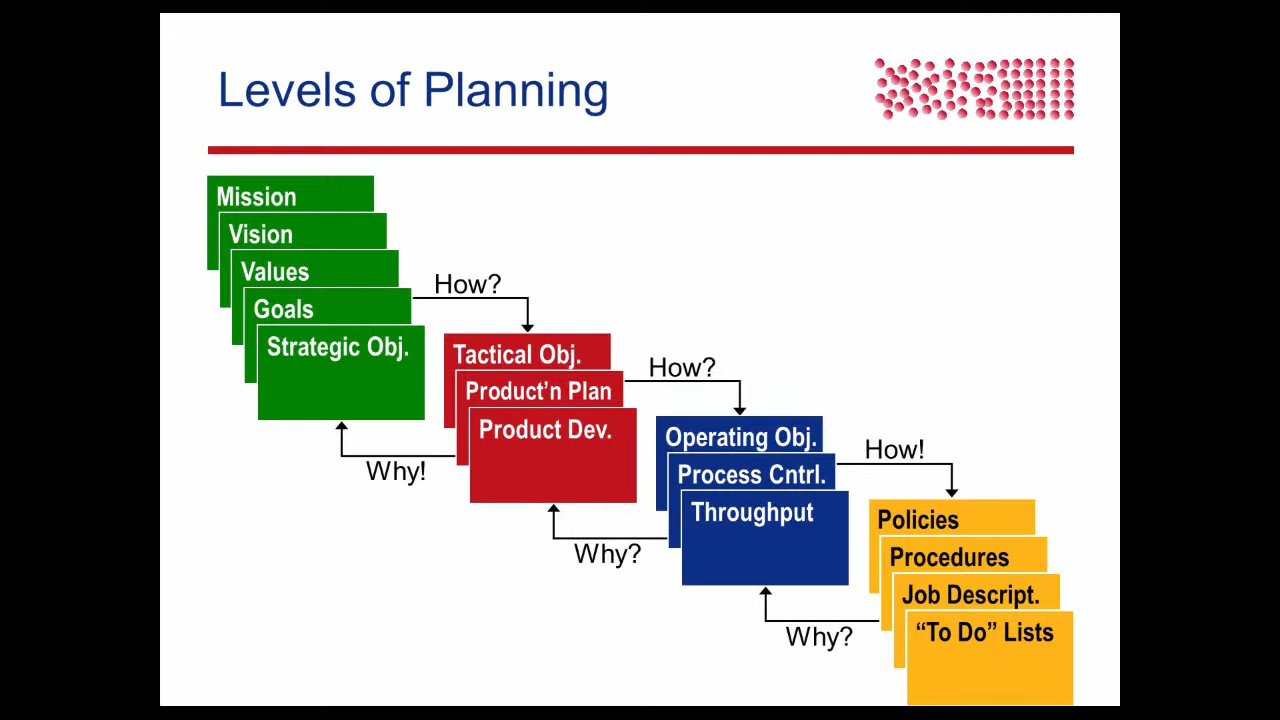 Levels of Planning
Mission
Vision
Values
Goals
Strategic Obj.
How?
Why!
Tactical Obj.
Product’n Plan
Product Dev.
How?
Why?
Operating Obj.
Process Cntrl.
Throughput
How!
Why?
Policies
Procedures
Job Descript.
“To Do” Lists